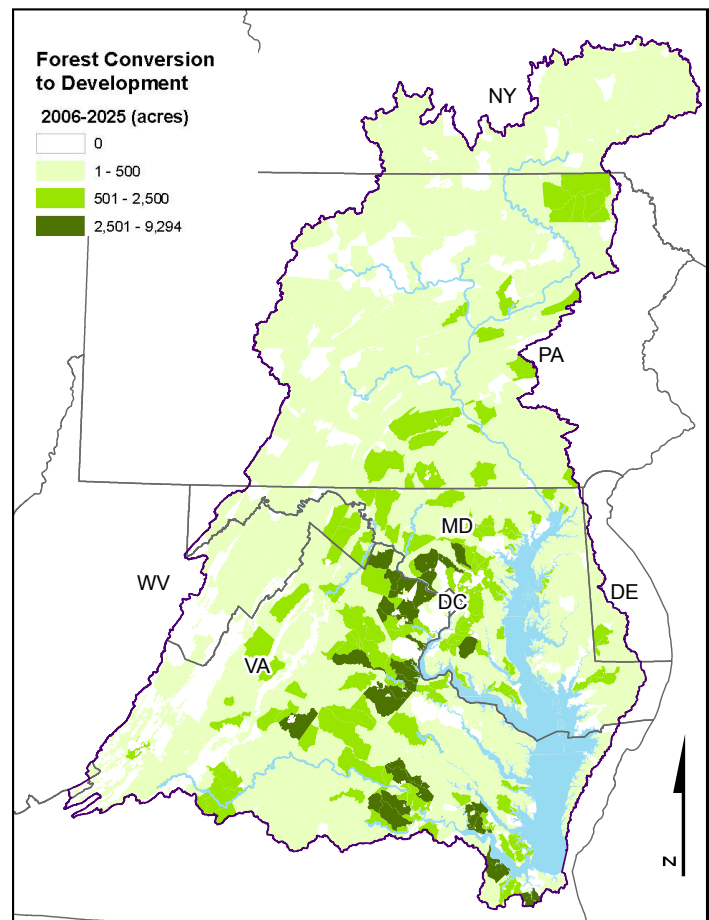 Forest Conversion
to Development
2006-2025 (acres)
0
1 - 500
501 - 2,500
2,501 - 9,294
NY
PA
MD
WV
DC
DE
VA
N